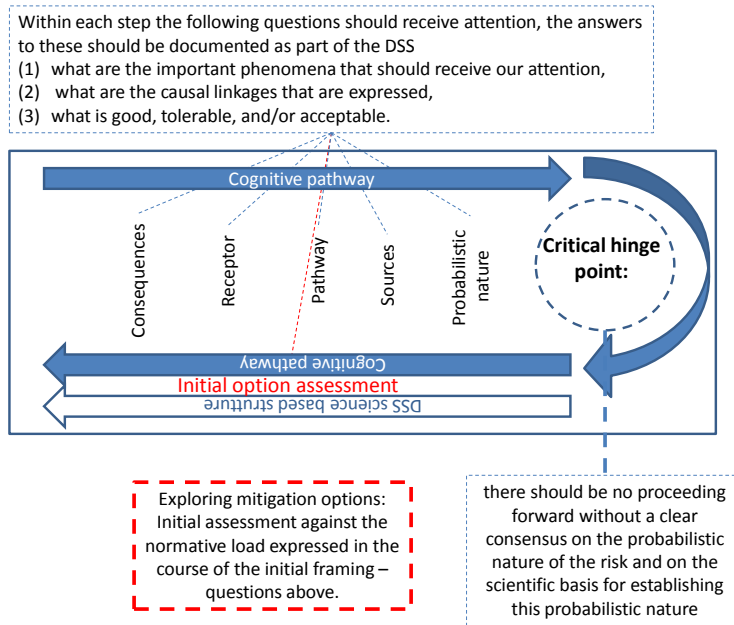 Within each step the following questions should receive attention, the answers
to these should be documented as part of the DSS
(1) what are the important phenomena that should receive our attention,
(2) what are the causal linkages that are expressed,
(3) what is good, tolerable, and/or acceptable.
Cognitive pathway
Consequences
Receptor
Pathway
Sources
Probabilistic
nature
Critical hinge
point:
Cognitive pathway
Initial option assessment
DSS science based strutture
Exploring mitigation options:
Initial assessment against the
normative load expressed in the
course of the initial framing –
questions above.
there should be no proceeding
forward without a clear
consensus on the probabilistic
nature of the risk and on the
scientific basis for establishing
this probabilistic nature